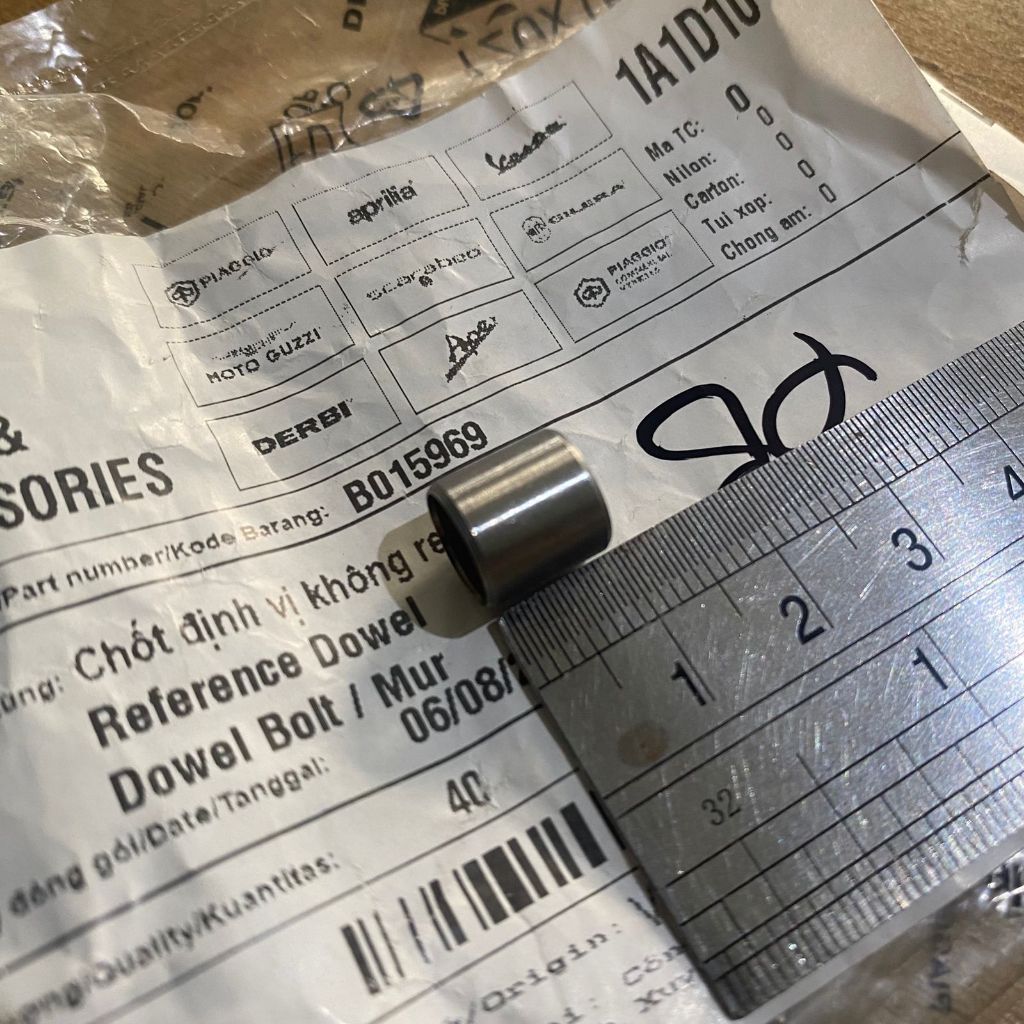 1A1D10
Ma TC: 0
Nilon: 0
Carton: 0
Tui xop: 0
Chong am: 0
PIAGGIO
aprilia
Vespa
MOTO GUZZI
scarabeo
GILERA
DERBI
Ape
PIAGGIO
&
SORIES
/Part number/Kode Barang: B015969
Chốt định vị không
Reference Dowel
Dowel Bolt / Mur
đóng gói/Date/Tanggal: 06/08/
/Quality/Kuantitas: 40
/Origin:
1
2
3
4
1
32